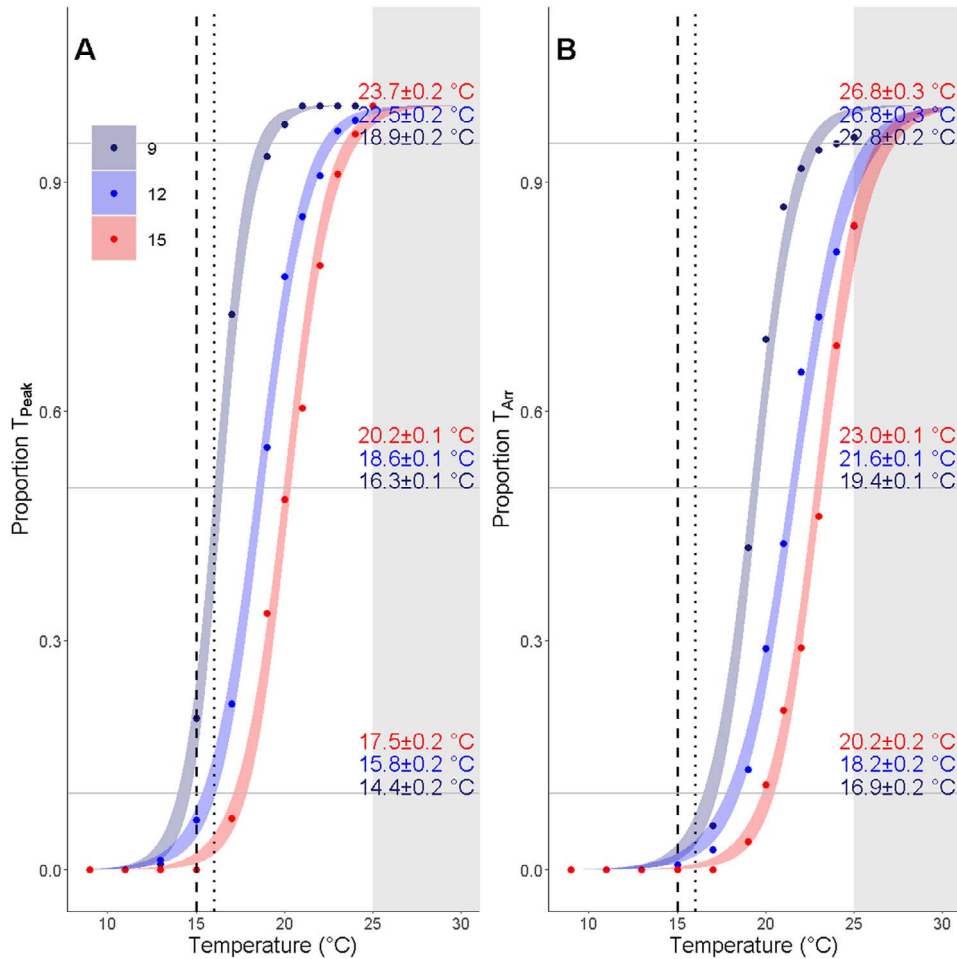 A
23.7±0.2 °C
22.5±0.2 °C
18.9±0.2 °C
9
12
15
20.2±0.1 °C
18.6±0.1 °C
16.3±0.1 °C
17.5±0.2 °C
15.8±0.2 °C
14.4±0.2 °C
0.9
0.6
0.3
0.0
Proportion T_Peak
10 15 20 25 30
Temperature (°C)
B
26.8±0.3 °C
26.8±0.3 °C
22.8±0.2 °C
23.0±0.1 °C
21.6±0.1 °C
19.4±0.1 °C
20.2±0.2 °C
18.2±0.2 °C
16.9±0.2 °C
0.9
0.6
0.3
0.0
Proportion T_Arr
10 15 20 25 30
Temperature (°C)